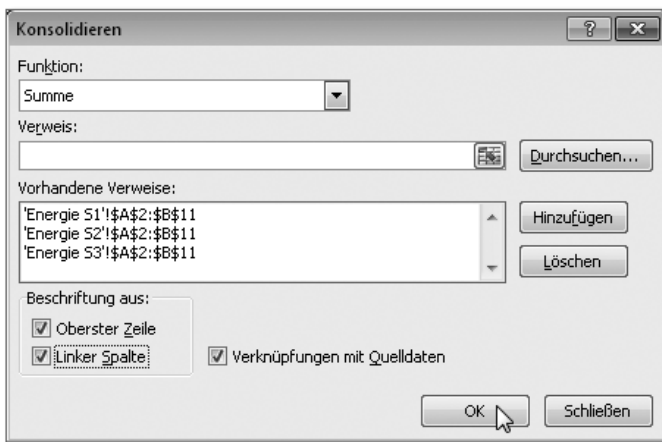 Konsolidieren
Funktion:
Summe
Verweis:
Durchsuchen...
Vorhandene Verweise:
'Energie S1'!$A$2:$B$11
'Energie S2'!$A$2:$B$11
'Energie S3'!$A$2:$B$11
Hinzufügen
Löschen
Beschriftung aus:
Oberster Zeile
Linker Spalte
Verknüpfungen mit Quelldaten
OK
Schließen